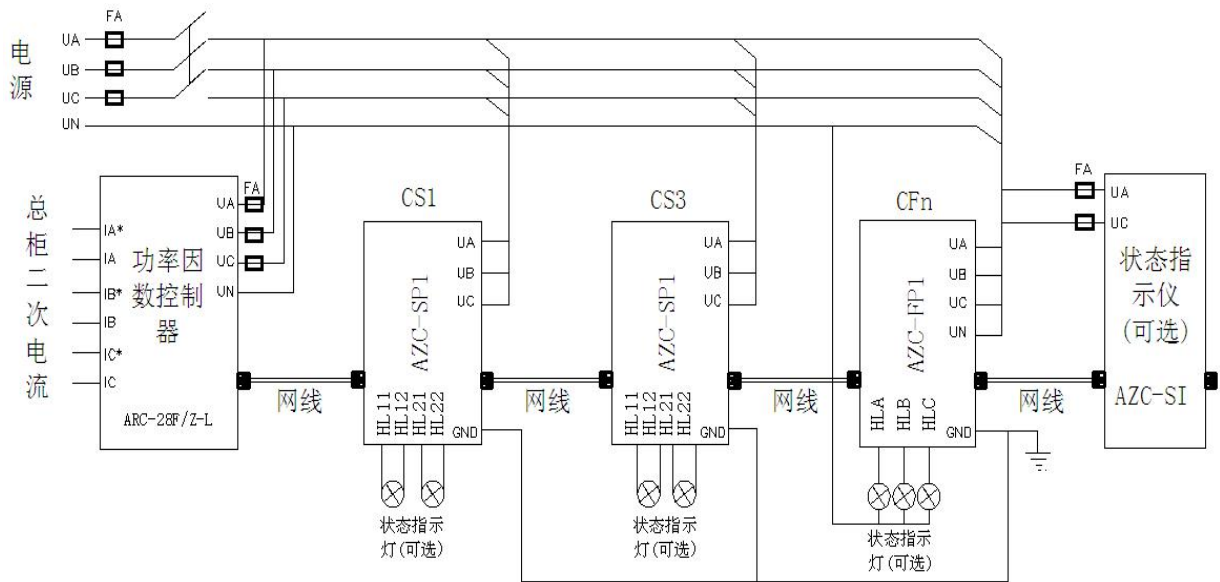 FA
UA
UB
UC
UN
电
源
总
柜
二
次
电
流
IA*
IA
IB*
IB
IC*
IC
功率因
数控制
器
ARC-28F/Z-L
FA
UA
UB
UC
UN
网线
CS1
AZC-SP1
UA
UB
UC
HL11
HL12
HL21
HL22
GND
状态指示
灯(可选)
网线
CS3
AZC-SP1
UA
UB
UC
HL11
HL12
HL21
HL22
GND
状态指示
灯(可选)
网线
CFn
AZC-FP1
UA
UB
UC
UN
HLA
HLB
HLC
GND
状态指示
灯(可选)
网线
FA
UA
UC
状态指
示仪
(可选)
AZC-SI